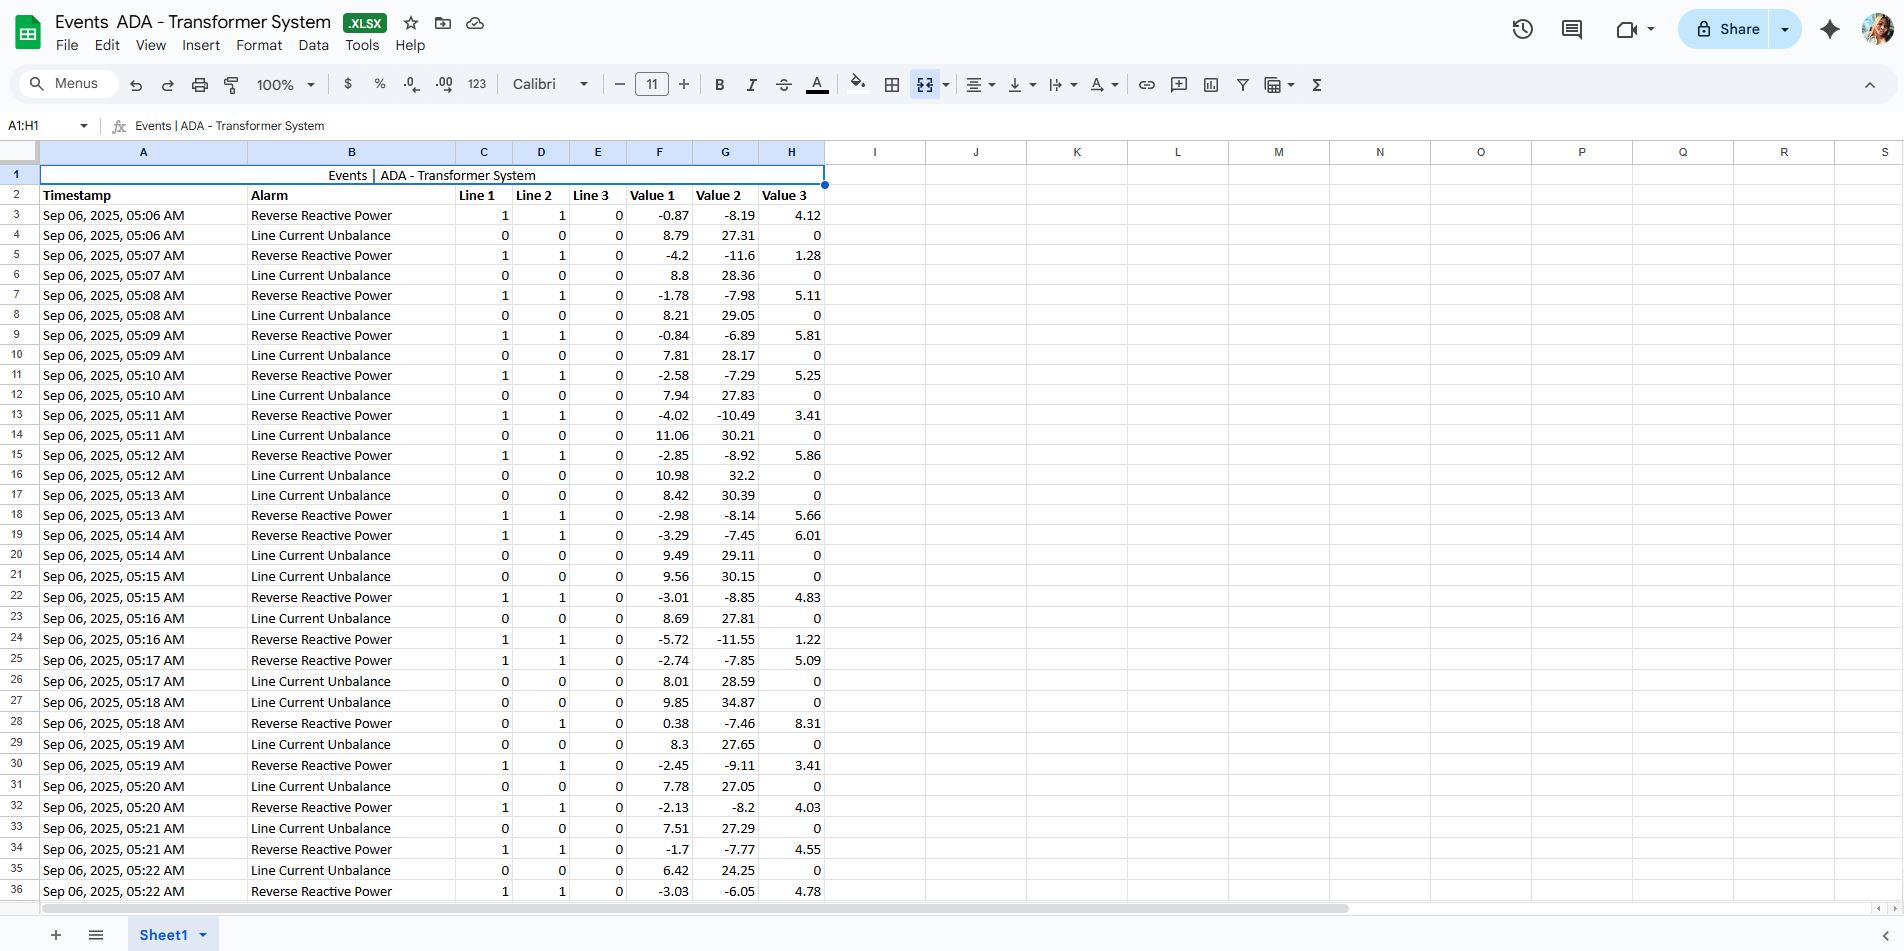 Events  ADA - Transformer System .XLSX
File Edit View Insert Format Data Tools Help
Share
Menus 100% $ % .0 .00 123 Calibri 11 B I A Σ
A1:H1 fx Events | ADA - Transformer System
A B C D E F G H I J K L M N O P Q R S
1 Events | ADA - Transformer System
2 Timestamp Alarm Line 1 Line 2 Line 3 Value 1 Value 2 Value 3
3 Sep 06, 2025, 05:06 AM Reverse Reactive Power 1 1 0 -0.87 -8.19 4.12
4 Sep 06, 2025, 05:06 AM Line Current Unbalance 0 0 0 8.79 27.31 0
5 Sep 06, 2025, 05:07 AM Reverse Reactive Power 1 1 0 -4.2 -11.6 1.28
6 Sep 06, 2025, 05:07 AM Line Current Unbalance 0 0 0 8.8 28.36 0
7 Sep 06, 2025, 05:08 AM Reverse Reactive Power 1 1 0 -1.78 -7.98 5.11
8 Sep 06, 2025, 05:08 AM Line Current Unbalance 0 0 0 8.21 29.05 0
9 Sep 06, 2025, 05:09 AM Reverse Reactive Power 1 1 0 -0.84 -6.89 5.81
10 Sep 06, 2025, 05:09 AM Line Current Unbalance 0 0 0 7.81 28.17 0
11 Sep 06, 2025, 05:10 AM Reverse Reactive Power 1 1 0 -2.58 -7.29 5.25
12 Sep 06, 2025, 05:10 AM Line Current Unbalance 0 0 0 7.94 27.83 0
13 Sep 06, 2025, 05:11 AM Reverse Reactive Power 1 1 0 -4.02 -10.49 3.41
14 Sep 06, 2025, 05:11 AM Line Current Unbalance 0 0 0 11.06 30.21 0
15 Sep 06, 2025, 05:12 AM Reverse Reactive Power 1 1 0 -2.85 -8.92 5.86
16 Sep 06, 2025, 05:12 AM Line Current Unbalance 0 0 0 10.98 32.2 0
17 Sep 06, 2025, 05:13 AM Line Current Unbalance 0 0 0 8.42 30.39 0
18 Sep 06, 2025, 05:13 AM Reverse Reactive Power 1 1 0 -2.98 -8.14 5.66
19 Sep 06, 2025, 05:14 AM Reverse Reactive Power 1 1 0 -3.29 -7.45 6.01
20 Sep 06, 2025, 05:14 AM Line Current Unbalance 0 0 0 9.49 29.11 0
21 Sep 06, 2025, 05:15 AM Line Current Unbalance 0 0 0 9.56 30.15 0
22 Sep 06, 2025, 05:15 AM Reverse Reactive Power 1 1 0 -3.01 -8.85 4.83
23 Sep 06, 2025, 05:16 AM Line Current Unbalance 0 0 0 8.69 27.81 0
24 Sep 06, 2025, 05:16 AM Reverse Reactive Power 1 1 0 -5.72 -11.55 1.22
25 Sep 06, 2025, 05:17 AM Reverse Reactive Power 1 1 0 -2.74 -7.85 5.09
26 Sep 06, 2025, 05:17 AM Line Current Unbalance 0 0 0 8.01 28.59 0
27 Sep 06, 2025, 05:18 AM Line Current Unbalance 0 0 0 9.85 34.87 0
28 Sep 06, 2025, 05:18 AM Reverse Reactive Power 0 1 0 0.38 -7.46 8.31
29 Sep 06, 2025, 05:19 AM Line Current Unbalance 0 0 0 8.3 27.65 0
30 Sep 06, 2025, 05:19 AM Reverse Reactive Power 1 1 0 -2.45 -9.11 3.41
31 Sep 06, 2025, 05:20 AM Line Current Unbalance 0 0 0 7.78 27.05 0
32 Sep 06, 2025, 05:20 AM Reverse Reactive Power 1 1 0 -2.13 -8.2 4.03
33 Sep 06, 2025, 05:21 AM Line Current Unbalance 0 0 0 7.51 27.29 0
34 Sep 06, 2025, 05:21 AM Reverse Reactive Power 1 1 0 -1.7 -7.77 4.55
35 Sep 06, 2025, 05:22 AM Line Current Unbalance 0 0 0 6.42 24.25 0
36 Sep 06, 2025, 05:22 AM Reverse Reactive Power 1 1 0 -3.03 -6.05 4.78
Sheet1